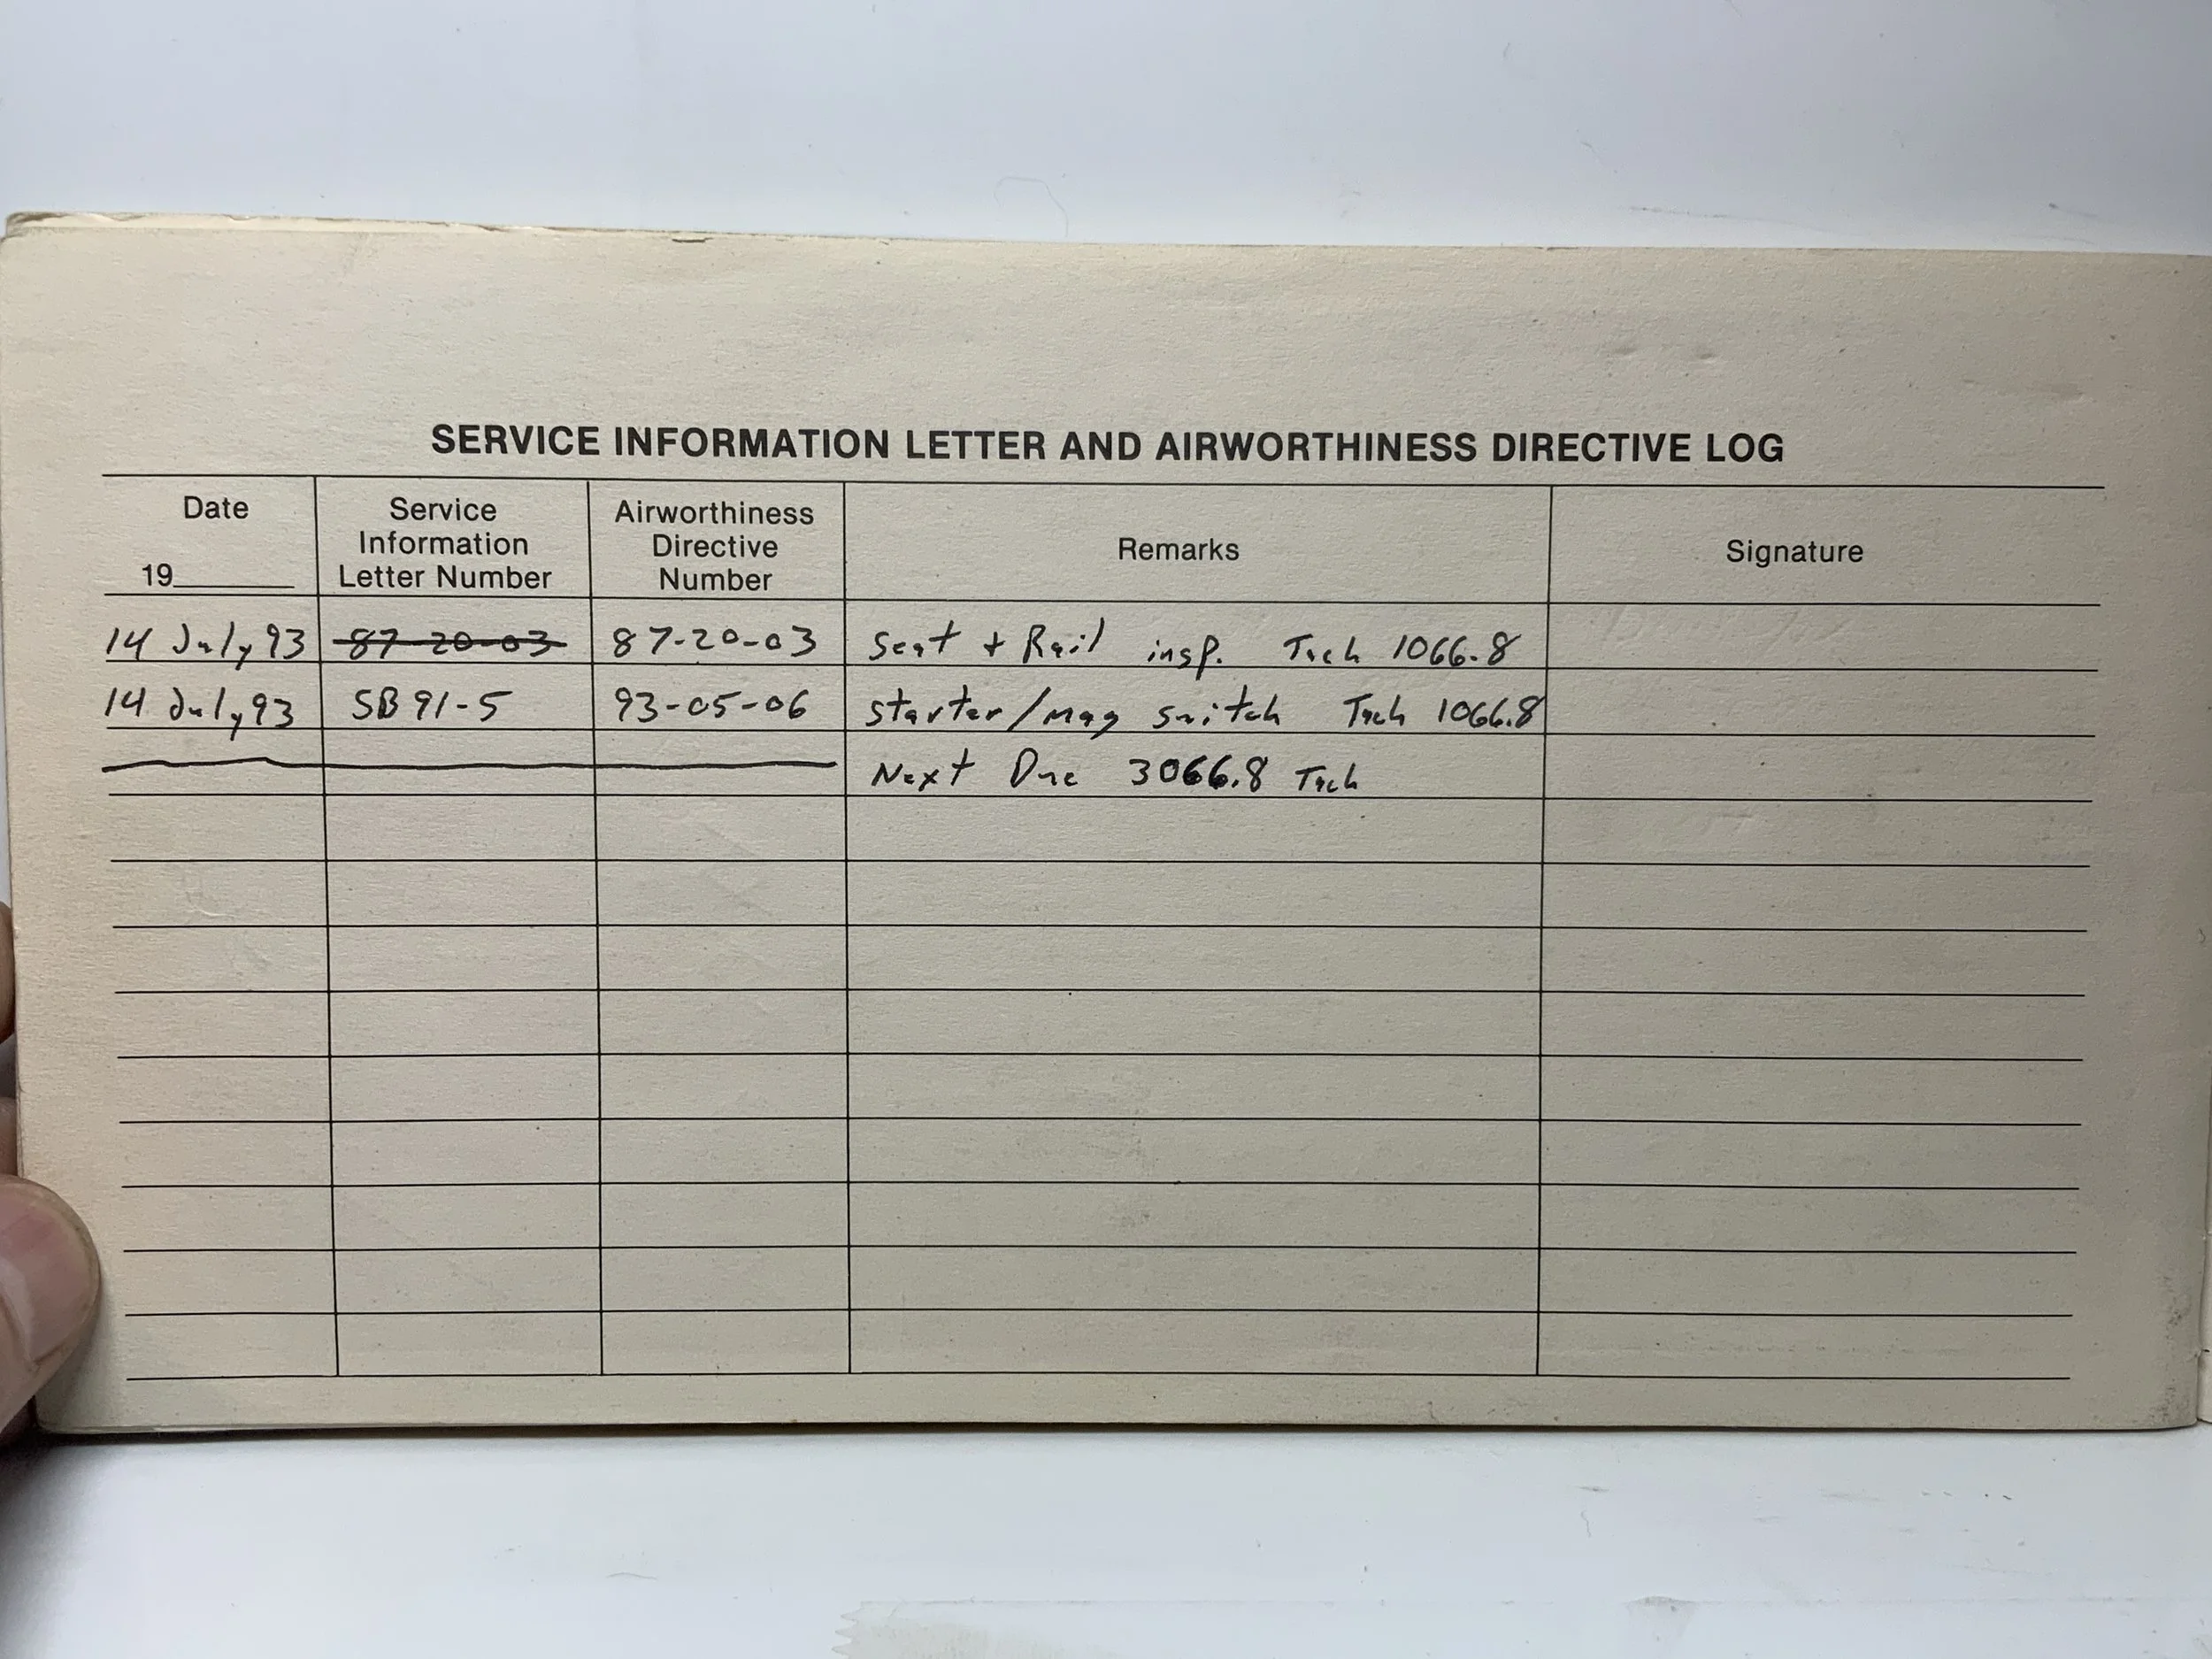 SERVICE INFORMATION LETTER AND AIRWORTHINESS DIRECTIVE LOG
Date 19______
Service Information Letter Number
Airworthiness Directive Number
Remarks
Signature
14 July 93 87-20-03 87-20-03 Seat + Rail insp. Tach 1066.8
14 July 93 SB 91-5 93-05-06 Starter/mag switch Tach 1066.8
Next Due 3066.8 Tach